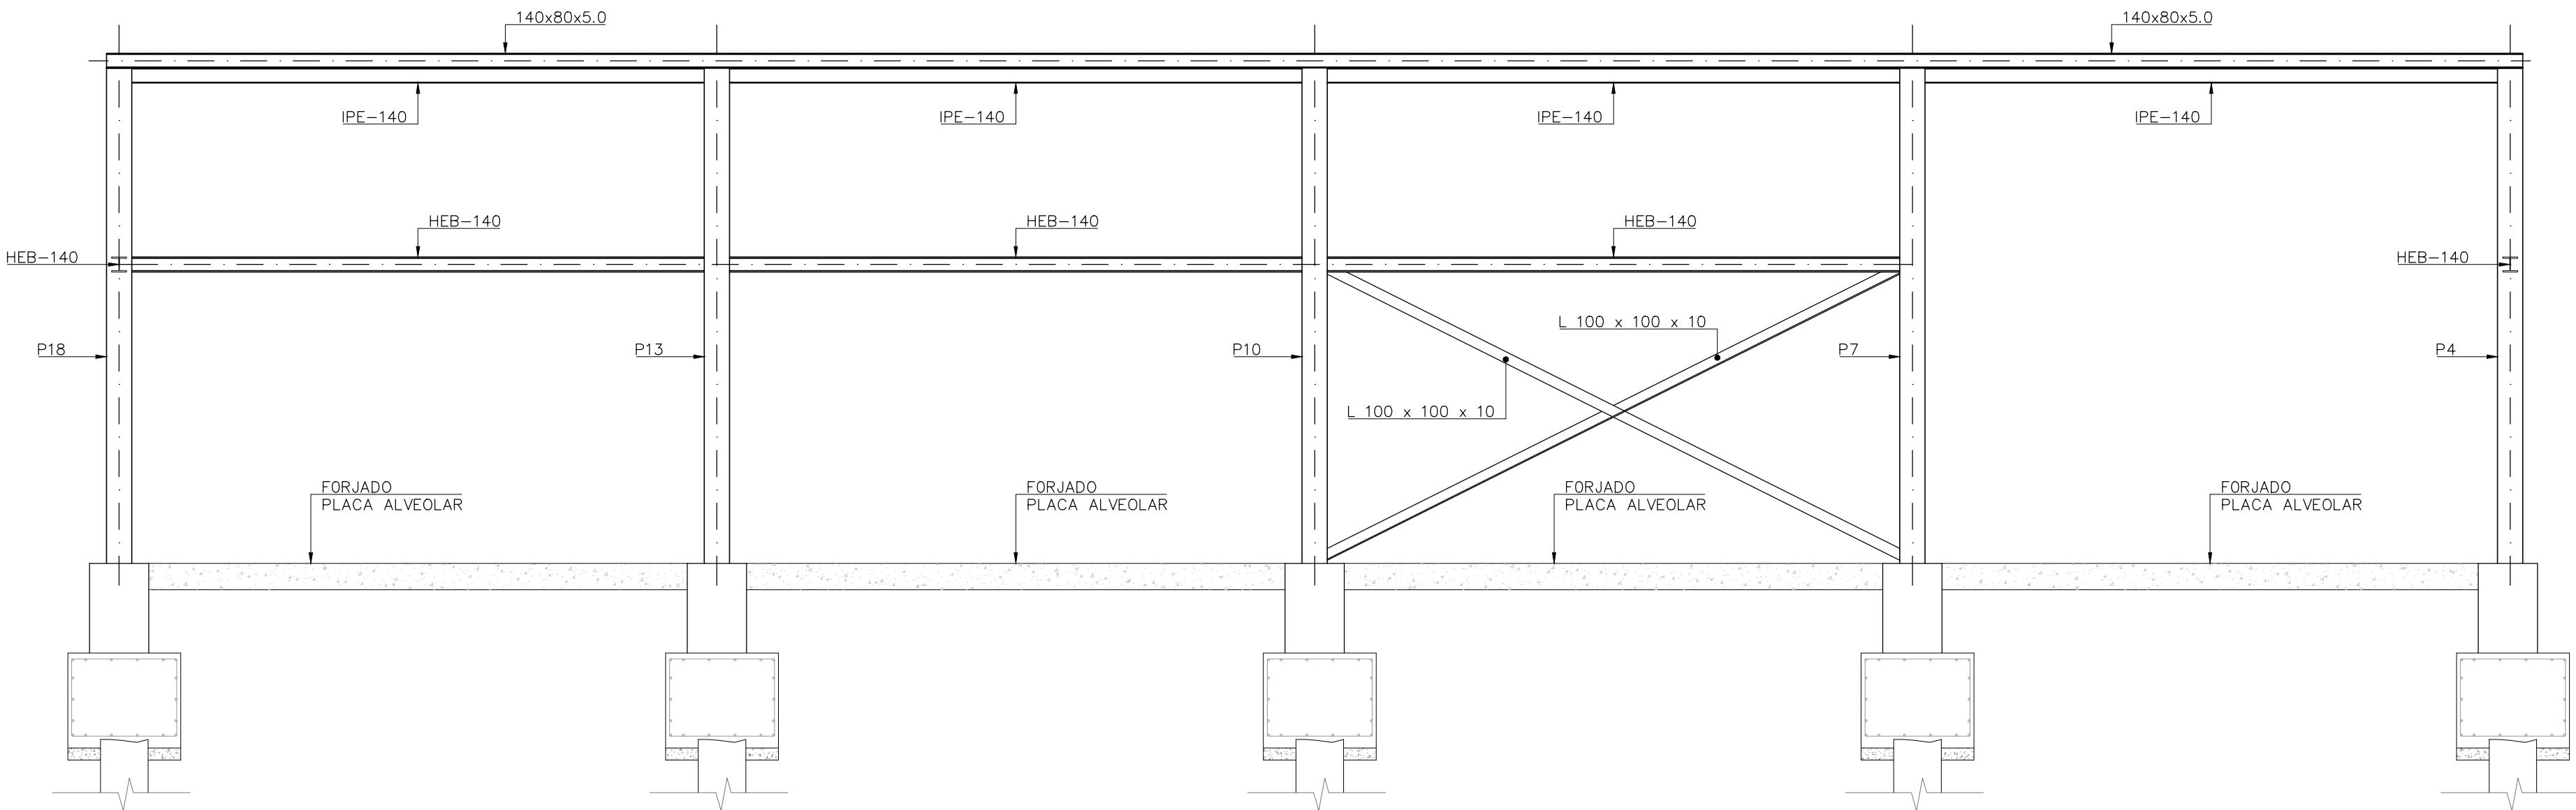 140x80x5.0
140x80x5.0
IPE-140
IPE-140
IPE-140
IPE-140
HEB-140
HEB-140
HEB-140
HEB-140
HEB-140
L 100 x 100 x 10
P18
P13
P10
P7
P4
L 100 x 100 x 10
FORJADO
PLACA ALVEOLAR
FORJADO
PLACA ALVEOLAR
FORJADO
PLACA ALVEOLAR
FORJADO
PLACA ALVEOLAR